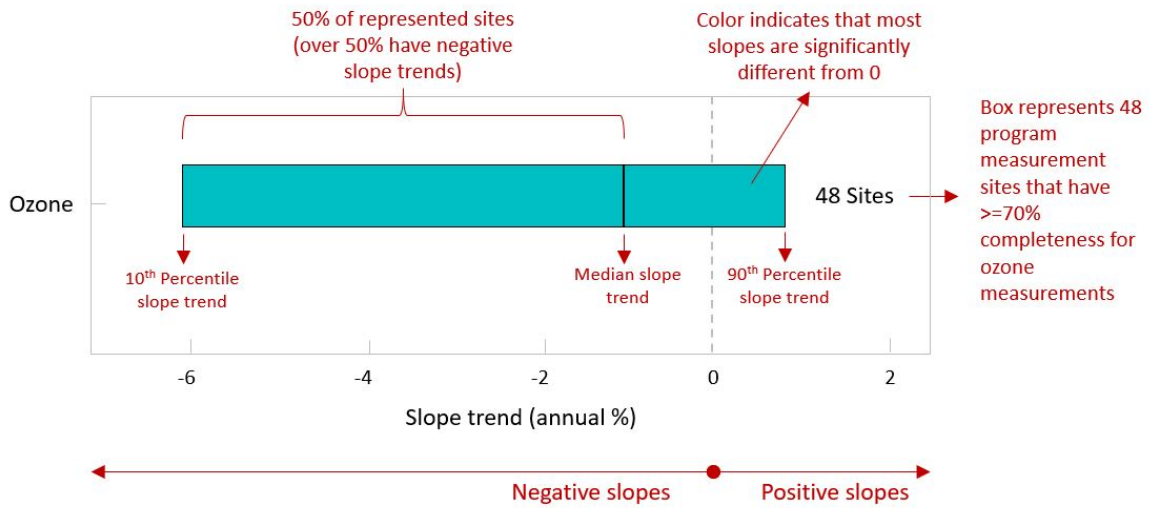 50% of represented sites
(over 50% have negative
slope trends)
Color indicates that most
slopes are significantly
different from 0
Box represents 48
program
measurement
sites that have
>=70%
completeness for
ozone
measurements
Ozone
48 Sites
10th Percentile
slope trend
Median slope
trend
90th Percentile
slope trend
-6
-4
-2
0
2
Slope trend (annual %)
Negative slopes
Positive slopes